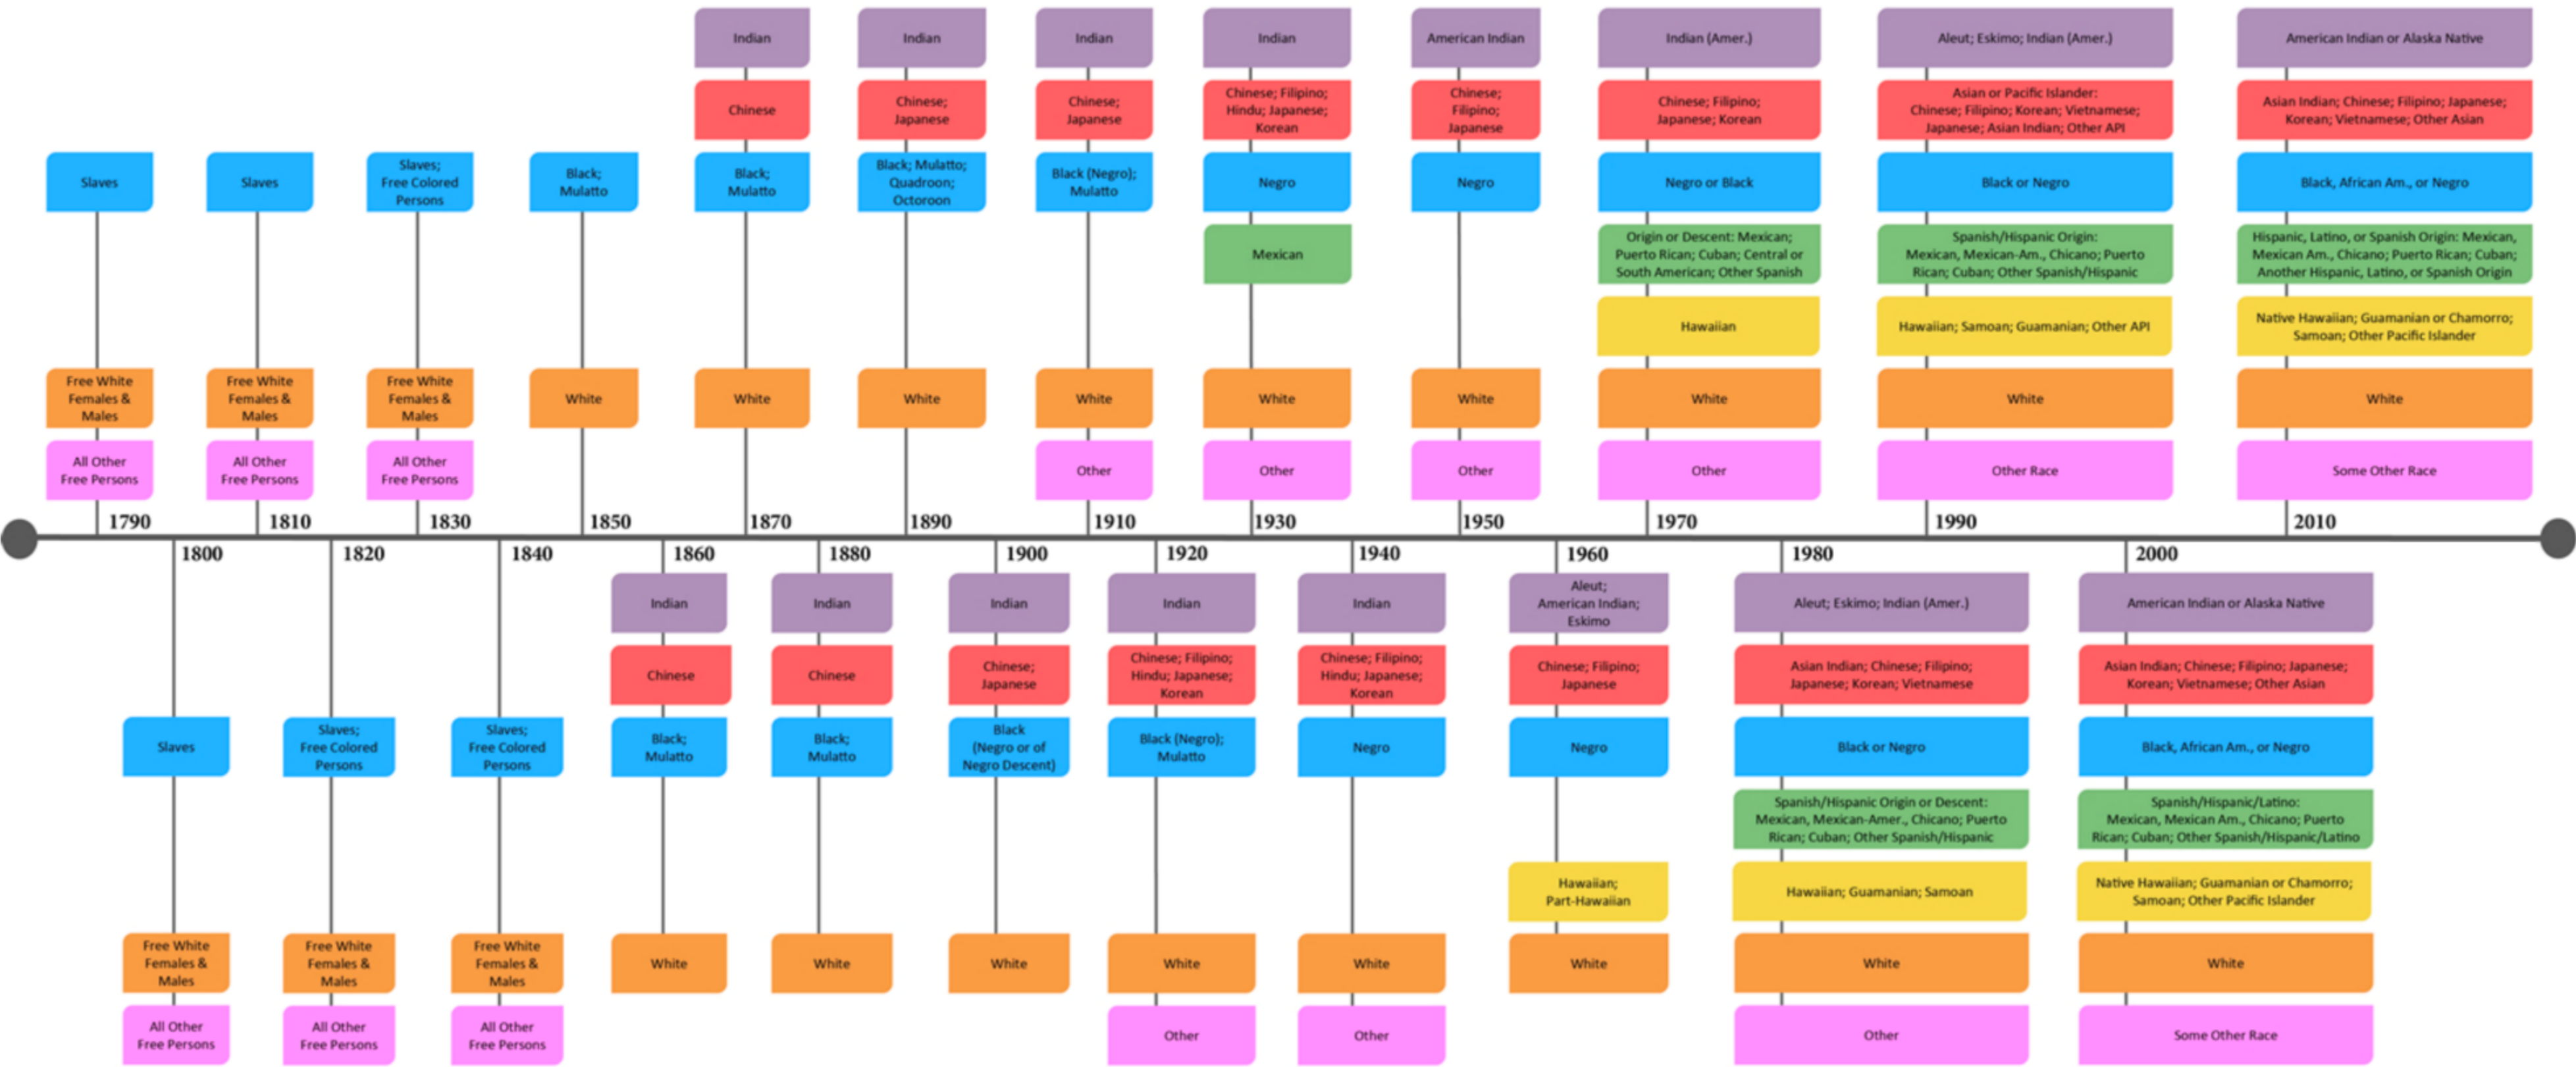 Slaves
Free White
Females &
Males
All Other
Free Persons
1790
Slaves
Free White
Females &
Males
All Other
Free Persons
1810
Slaves;
Free Colored
Persons
Free White
Females &
Males
All Other
Free Persons
1830
Black;
Mulatto
White
1850
Indian
Chinese
Black;
Mulatto
White
1870
Indian
Chinese;
Japanese
Black; Mulatto;
Quadroon;
Octoroon
White
1890
Indian
Chinese;
Japanese
Black (Negro);
Mulatto
White
Other
1910
Indian
Chinese; Filipino;
Hindu; Japanese;
Korean
Negro
Mexican
White
Other
1930
American Indian
Chinese;
Filipino;
Japanese
Negro
White
Other
1950
Indian (Amer.)
Chinese; Filipino;
Japanese; Korean
Negro or Black
Origin or Descent: Mexican;
Puerto Rican; Cuban; Central or
South American; Other Spanish
Hawaiian
White
Other
1970
Aleut; Eskimo; Indian (Amer.)
Asian or Pacific Islander:
Chinese; Filipino; Korean; Vietnamese;
Japanese; Asian Indian; Other API
Black or Negro
Spanish/Hispanic Origin:
Mexican, Mexican-Am., Chicano; Puerto
Rican; Cuban; Other Spanish/Hispanic
Hawaiian; Samoan; Guamanian; Other API
White
Other Race
1990
American Indian or Alaska Native
Asian Indian; Chinese; Filipino; Japanese;
Korean; Vietnamese; Other Asian
Black, African Am., or Negro
Hispanic, Latino, or Spanish Origin: Mexican,
Mexican Am., Chicano; Puerto Rican; Cuban;
Another Hispanic, Latino, or Spanish Origin
Native Hawaiian; Guamanian or Chamorro;
Samoan; Other Pacific Islander
White
Some Other Race
2010
1800
Slaves
Free White
Females &
Males
All Other
Free Persons
1820
Slaves;
Free Colored
Persons
Free White
Females &
Males
All Other
Free Persons
1840
Slaves;
Free Colored
Persons
Free White
Females &
Males
All Other
Free Persons
1860
Indian
Chinese
Black;
Mulatto
White
1880
Indian
Chinese
Black;
Mulatto
White
1900
Indian
Chinese;
Japanese
Black
(Negro or of
Negro Descent)
White
1920
Indian
Chinese; Filipino;
Hindu; Japanese;
Korean
Black (Negro);
Mulatto
White
Other
1940
Indian
Chinese; Filipino;
Hindu; Japanese;
Korean
Negro
White
Other
1960
Aleut;
American Indian;
Eskimo
Chinese; Filipino;
Japanese
Negro
Hawaiian;
Part-Hawaiian
White
1980
Aleut; Eskimo; Indian (Amer.)
Asian Indian; Chinese; Filipino;
Japanese; Korean; Vietnamese
Black or Negro
Spanish/Hispanic Origin or Descent:
Mexican, Mexican-Amer., Chicano; Puerto
Rican; Cuban; Other Spanish/Hispanic
Hawaiian; Guamanian; Samoan
White
Other
2000
American Indian or Alaska Native
Asian Indian; Chinese; Filipino; Japanese;
Korean; Vietnamese; Other Asian
Black, African Am., or Negro
Spanish/Hispanic/Latino:
Mexican, Mexican Am., Chicano; Puerto
Rican; Cuban; Other Spanish/Hispanic/Latino
Native Hawaiian; Guamanian or Chamorro;
Samoan; Other Pacific Islander
White
Some Other Race